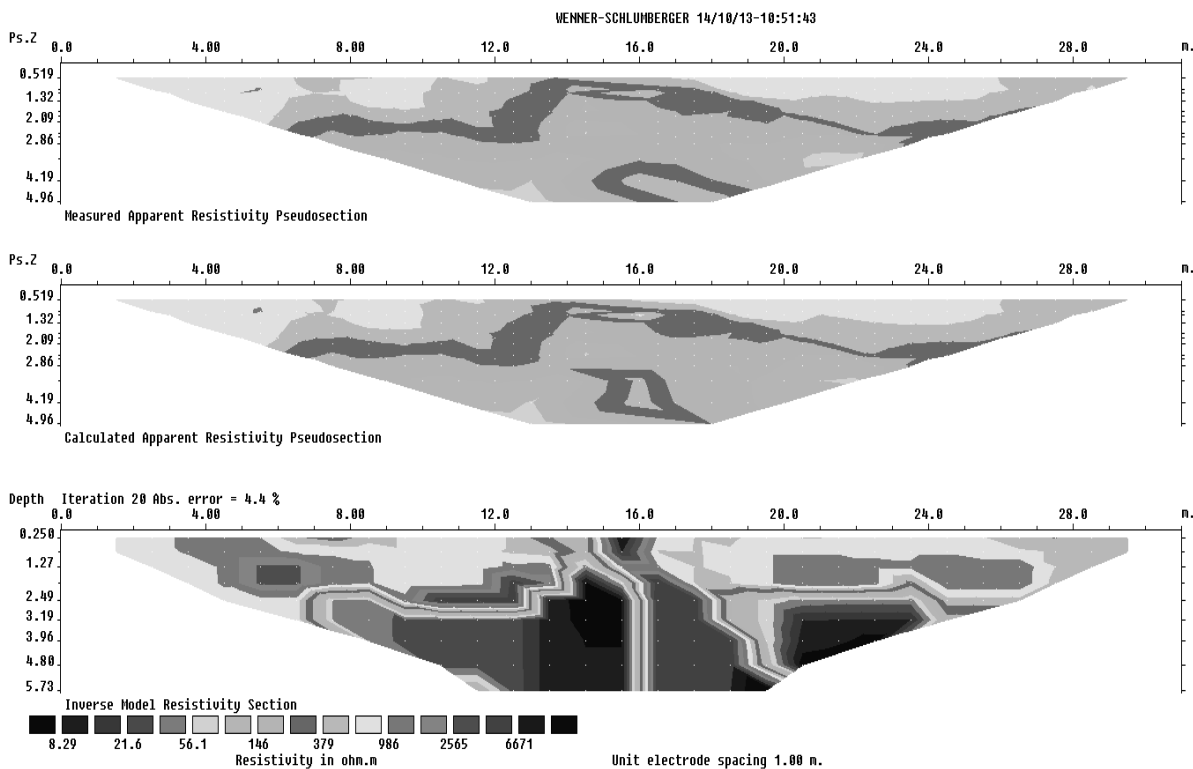 WENNER-SCHLUMBERGER 14/10/13-10:51:43
Ps.Z 0.0 4.00 8.00 12.0 16.0 20.0 24.0 28.0 m.
0.519
1.32
2.09
2.86
4.19
4.96
Measured Apparent Resistivity Pseudosection
Ps.Z 0.0 4.00 8.00 12.0 16.0 20.0 24.0 28.0 m.
0.519
1.32
2.09
2.86
4.19
4.96
Calculated Apparent Resistivity Pseudosection
Depth Iteration 20 Abs. error = 4.4 %
0.0 4.00 8.00 12.0 16.0 20.0 24.0 28.0 m.
0.250
1.27
2.49
3.19
3.96
4.80
5.73
Inverse Model Resistivity Section
8.29 21.6 56.1 146 379 986 2565 6671
Resistivity in ohm.m Unit electrode spacing 1.00 m.